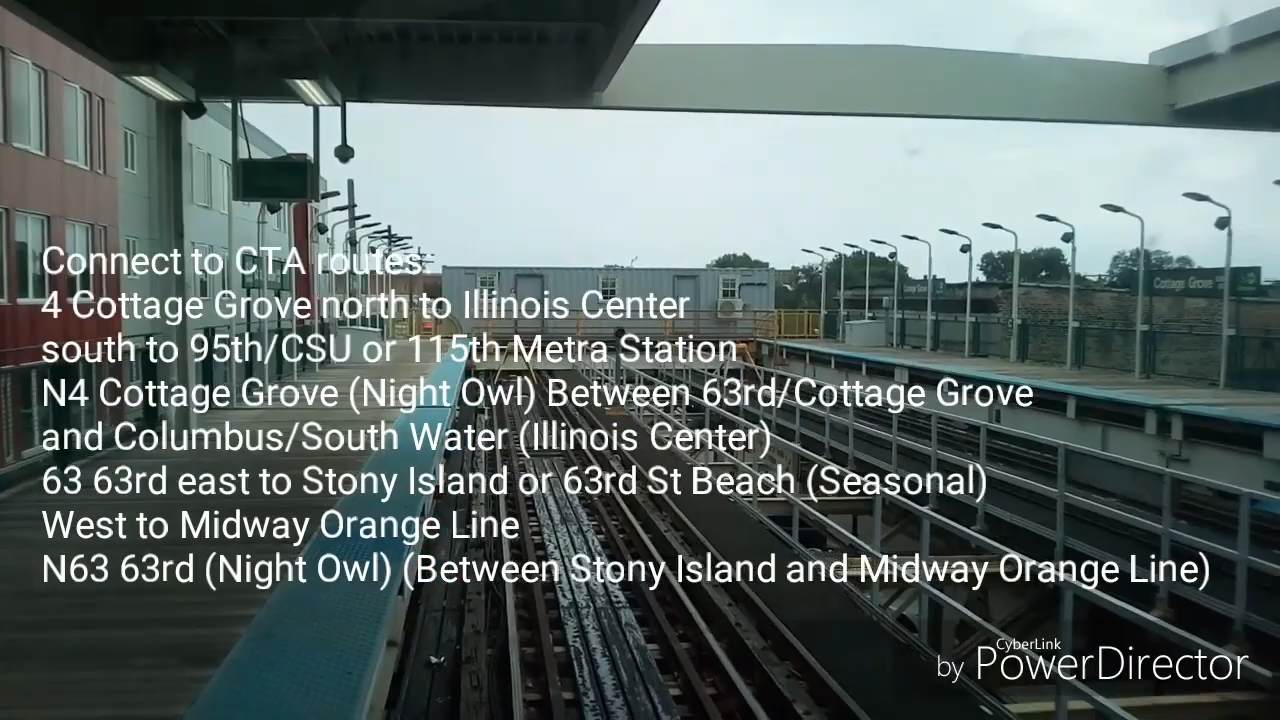 Connect to CTA routes:
4 Cottage Grove north to Illinois Center
south to 95th/CSU or 115th Metra Station
N4 Cottage Grove (Night Owl) Between 63rd/Cottage Grove
and Columbus/South Water (Illinois Center)
63 63rd east to Stony Island or 63rd St Beach (Seasonal)
West to Midway Orange Line
N63 63rd (Night Owl) (Between Stony Island and Midway Orange Line)
Cottage Grove
Cottage Grove
by CyberLink PowerDirector